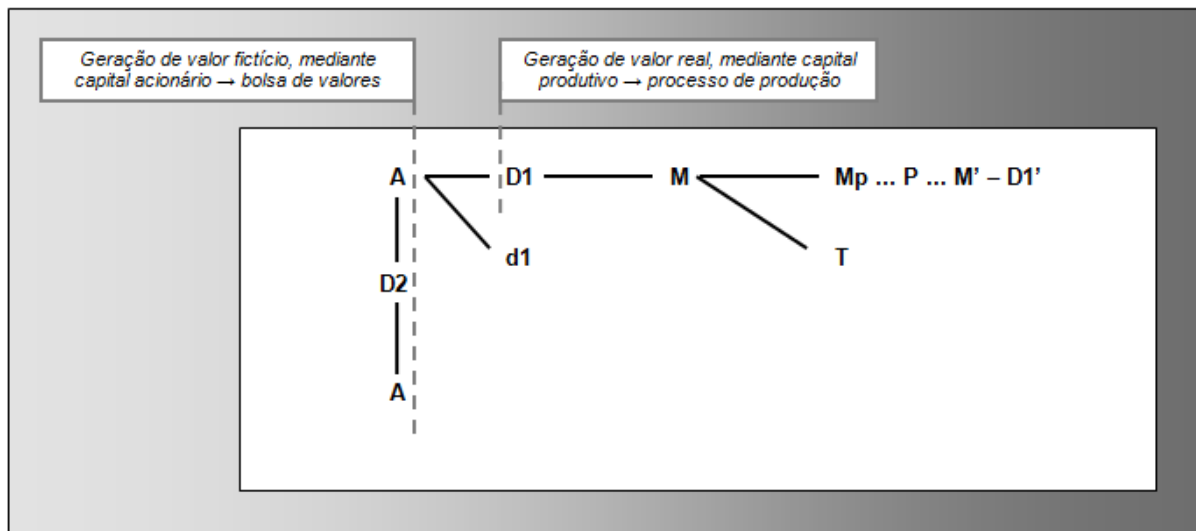 Geração de valor fictício, mediante
capital acionário → bolsa de valores
Geração de valor real, mediante capital
produtivo → processo de produção
A D1 M Mp ... P ... M’ – D1’
d1 T
D2
A